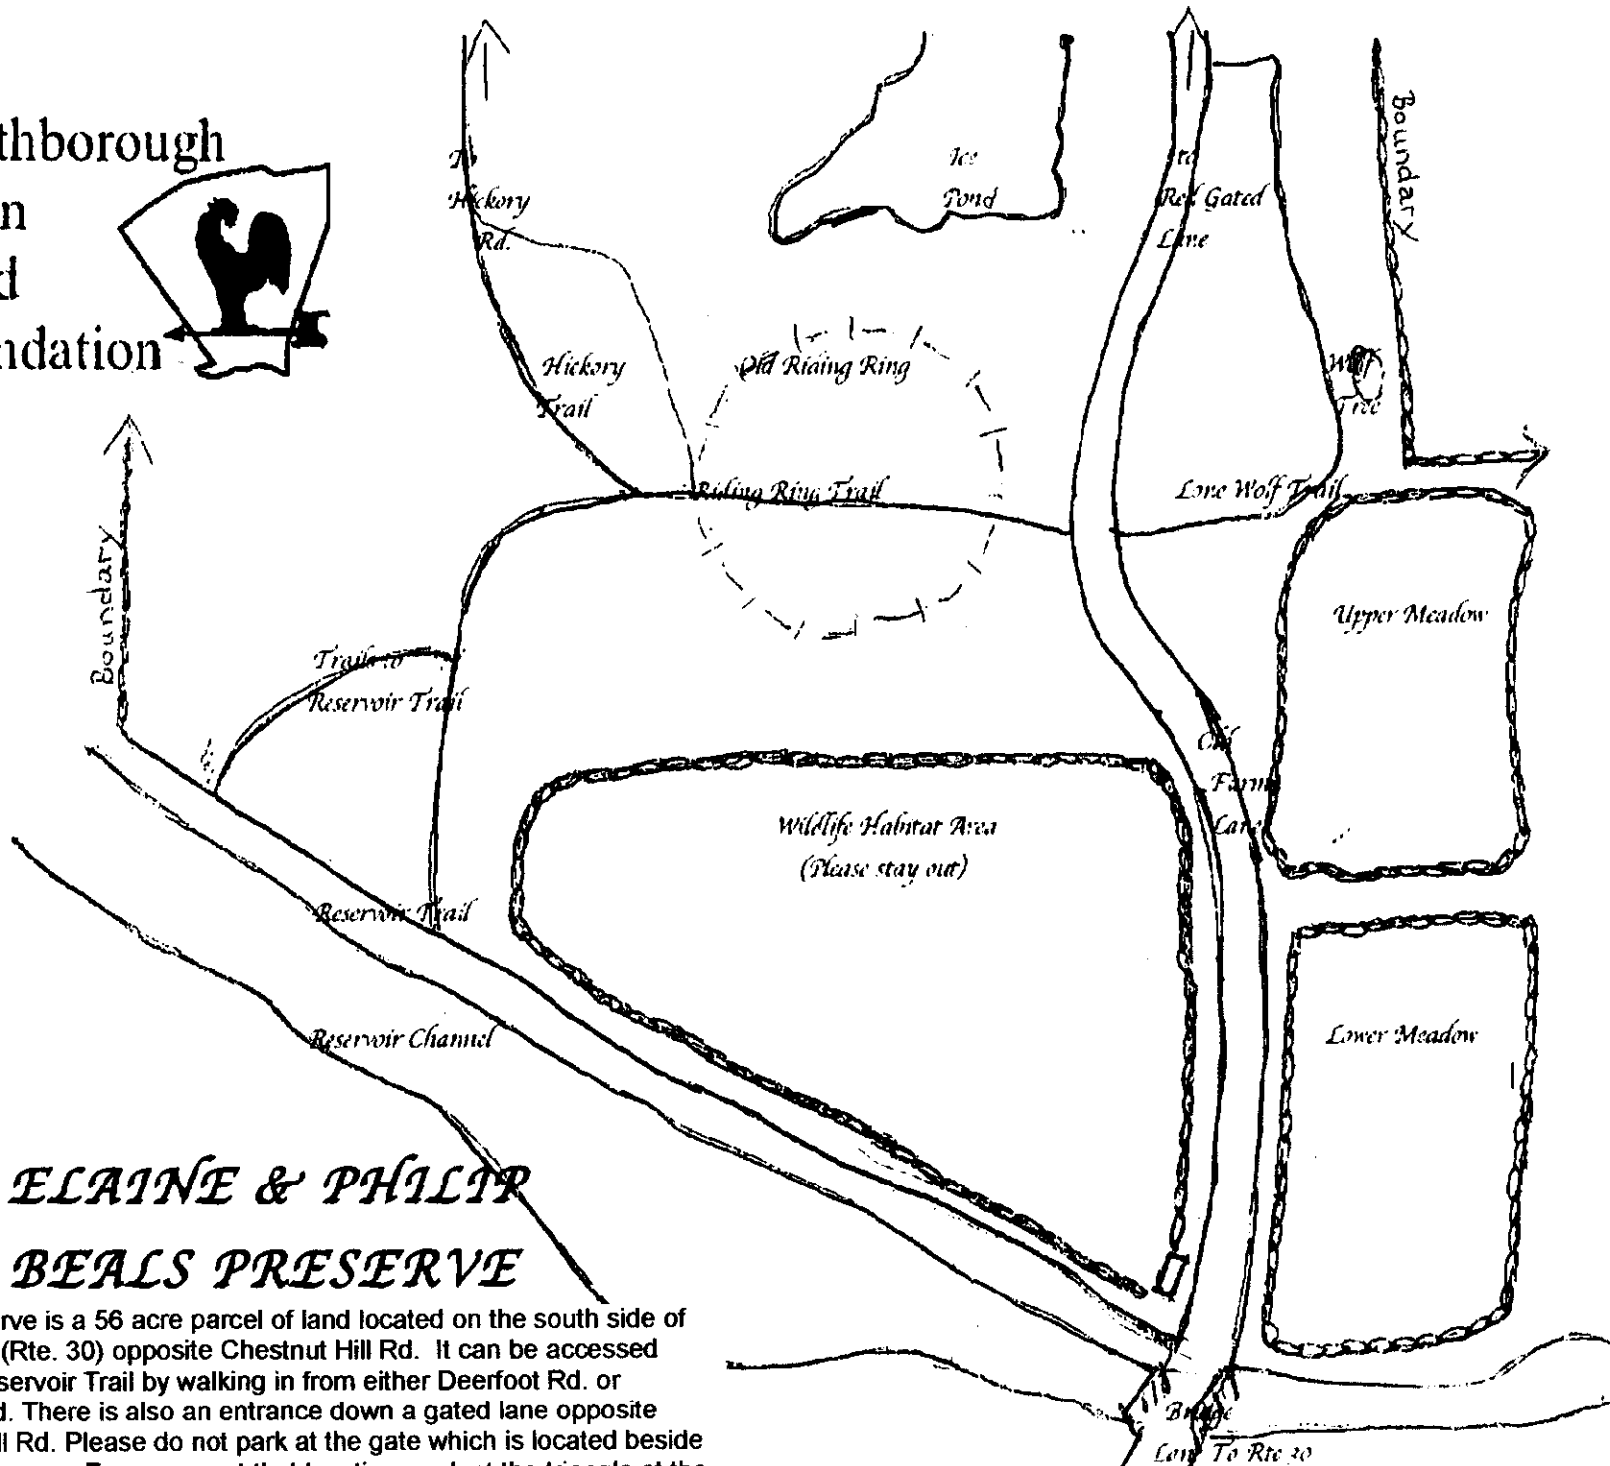 thborough
n
d
ndation
To
Hickory
Rd.
Ice
Pond
to
Red Gated
Lane
Boundary
Hickory
Trail
Old Riding Ring
Wolf
Tree
Riding Ring Trail
Lone Wolf Trail
Boundary
Upper Meadow
Trails to
Reservoir Trail
Old
Farm
Lane
Wildlife Habitat Area
(Please stay out)
Reservoir Trail
Reservoir Channel
Lower Meadow
ELAINE & PHILIP
BEALS PRESERVE
rve is a 56 acre parcel of land located on the south side of
(Rte. 30) opposite Chestnut Hill Rd. It can be accessed
servoir Trail by walking in from either Deerfoot Rd. or
d. There is also an entrance down a gated lane opposite
ll Rd. Please do not park at the gate which is located beside
Bridge
Lane To Rte 30